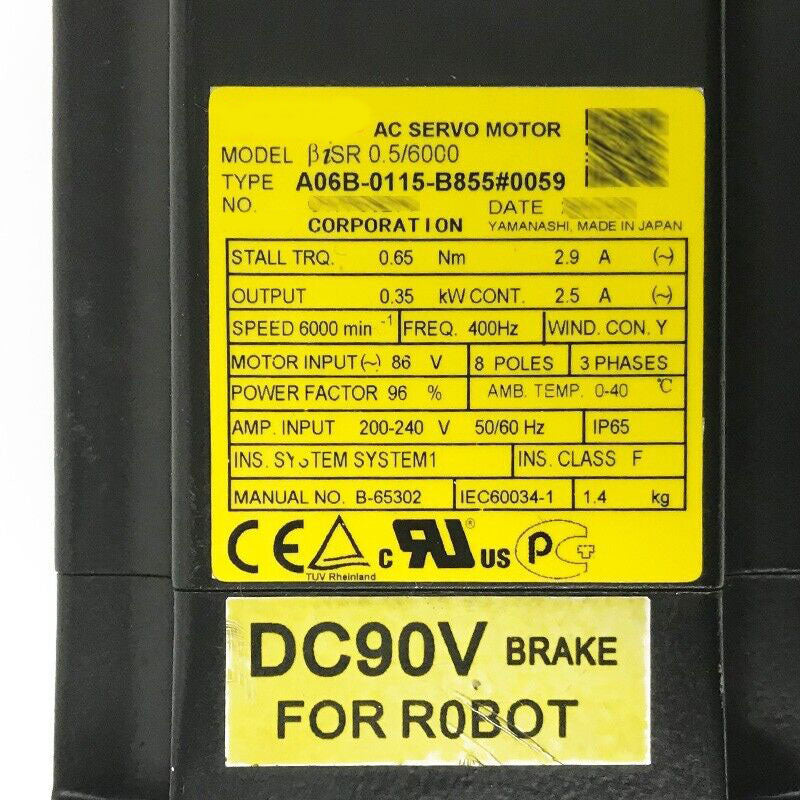 AC SERVO MOTOR
MODEL βiSR 0.5/6000
TYPE A06B-0115-B855#0059
NO. DATE
CORPORATION YAMANASHI, MADE IN JAPAN
STALL TRQ. 0.65 Nm 2.9 A (~)
OUTPUT 0.35 kW CONT. 2.5 A (~)
SPEED 6000 min -1 FREQ. 400Hz WIND. CON. Y
MOTOR INPUT(~) 86 V 8 POLES 3 PHASES
POWER FACTOR 96 % AMB. TEMP. 0-40 ℃
AMP. INPUT 200-240 V 50/60 Hz IP65
INS. SYSTEM SYSTEM1 INS. CLASS F
MANUAL NO. B-65302 IEC60034-1 1.4 kg
CE c RU ® US PCT
TUV Rheinland
DC90V BRAKE
FOR R0BOT